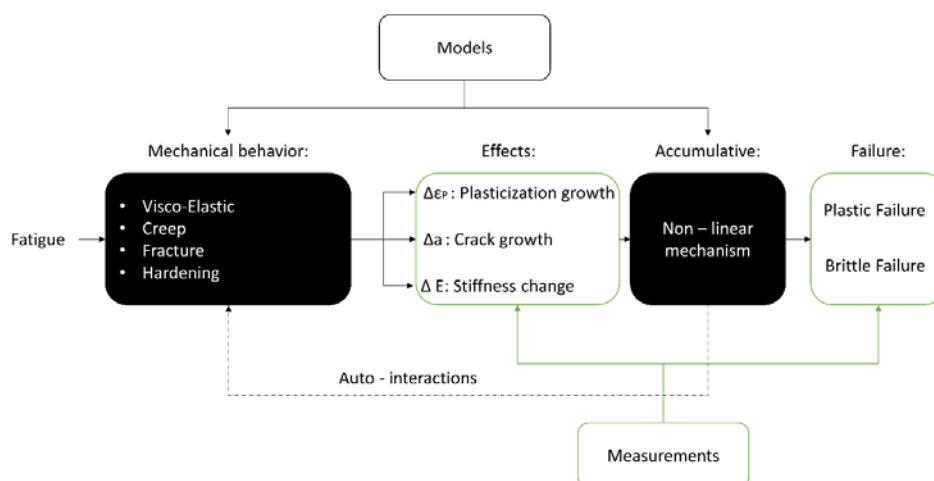 Models
Mechanical behavior:
Effects:
Accumulative:
Failure:
Fatigue
• Visco-Elastic
• Creep
• Fracture
• Hardening
Δεₚ: Plasticization growth
Δa : Crack growth
Δ E: Stiffness change
Non – linear
mechanism
Plastic Failure
Brittle Failure
Auto - interactions
Measurements